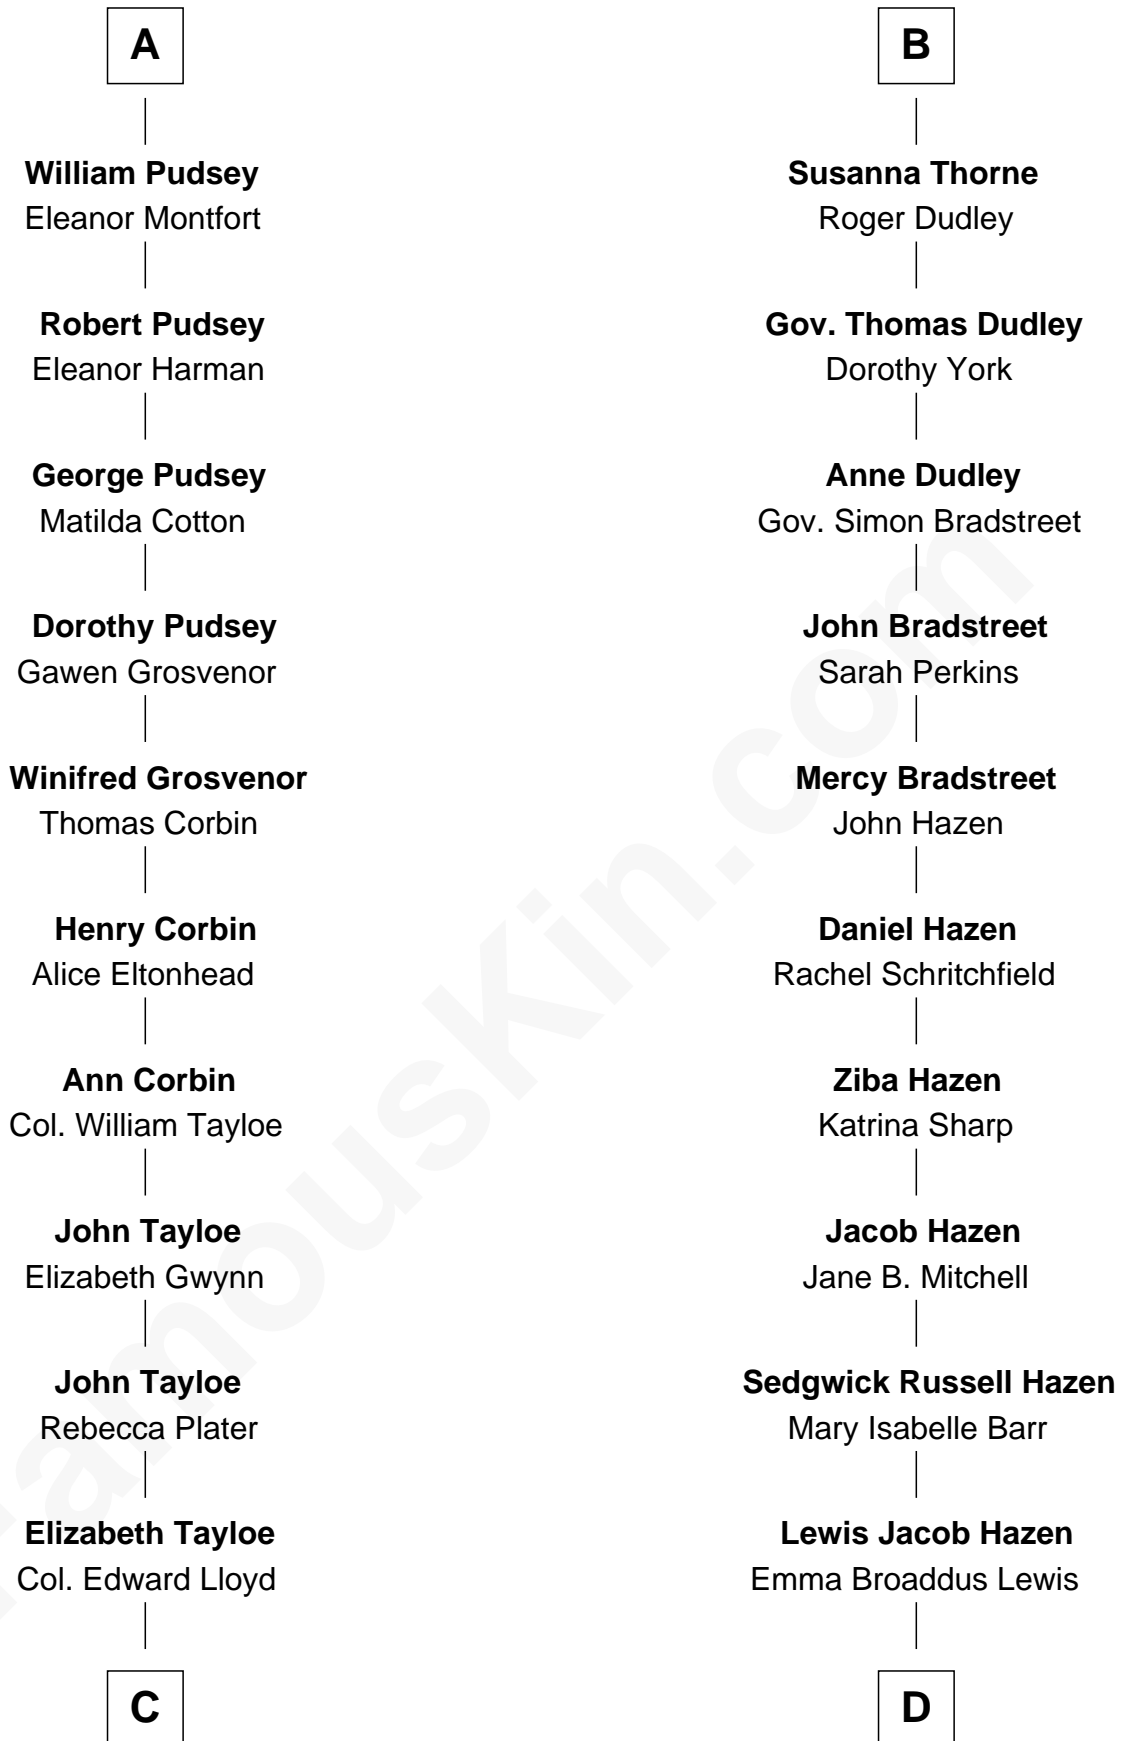 A
William Pudsey
Eleanor Montfort
Robert Pudsey
Eleanor Harman
George Pudsey
Matilda Cotton
Dorothy Pudsey
Gawen Grosvenor
Winifred Grosvenor
Thomas Corbin
Henry Corbin
Alice Eltonhead
Ann Corbin
Col. William Tayloe
John Tayloe
Elizabeth Gwynn
John Tayloe
Rebecca Plater
Elizabeth Tayloe
Col. Edward Lloyd
C
B
Susanna Thorne
Roger Dudley
Gov. Thomas Dudley
Dorothy York
Anne Dudley
Gov. Simon Bradstreet
John Bradstreet
Sarah Perkins
Mercy Bradstreet
John Hazen
Daniel Hazen
Rachel Schritchfield
Ziba Hazen
Katrina Sharp
Jacob Hazen
Jane B. Mitchell
Sedgwick Russell Hazen
Mary Isabelle Barr
Lewis Jacob Hazen
Emma Broaddus Lewis
D
FamousKin.com